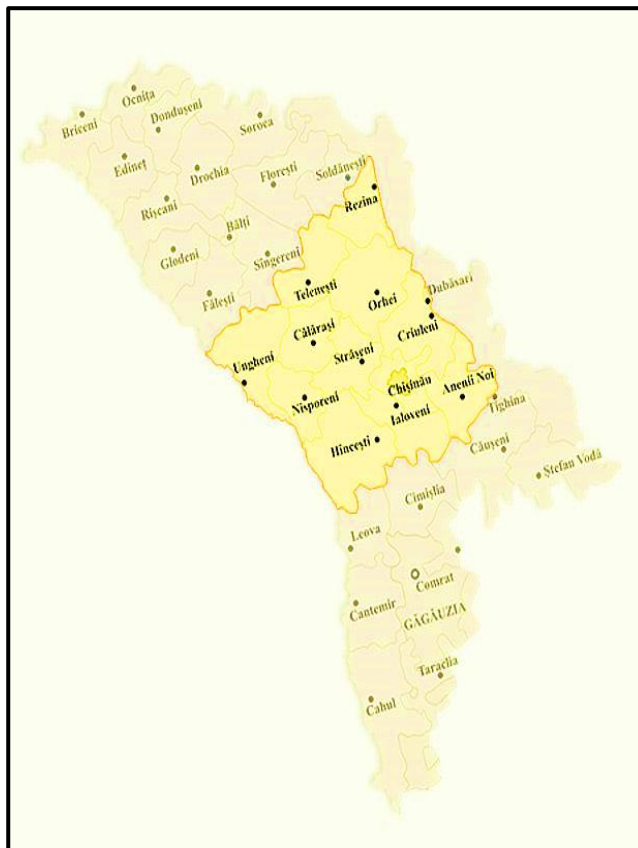 Ocnița
Briceni
Dondușeni
Soroca
Edineț
Drochia
Florești
Șoldănești
Rezina
Rîșcani
Bălți
Glodeni
Sîngerei
Fălești
Telenești
Orhei
Dubăsari
Criuleni
Călărași
Ungheni
Strășeni
Chișinău
Anenii Noi
Nisporeni
Ialoveni
Tighina
Hîncești
Căușeni
Ștefan Vodă
Cimișlia
Leova
Comrat
Cantemir
GĂGĂUZIA
Taraclia
Cahul